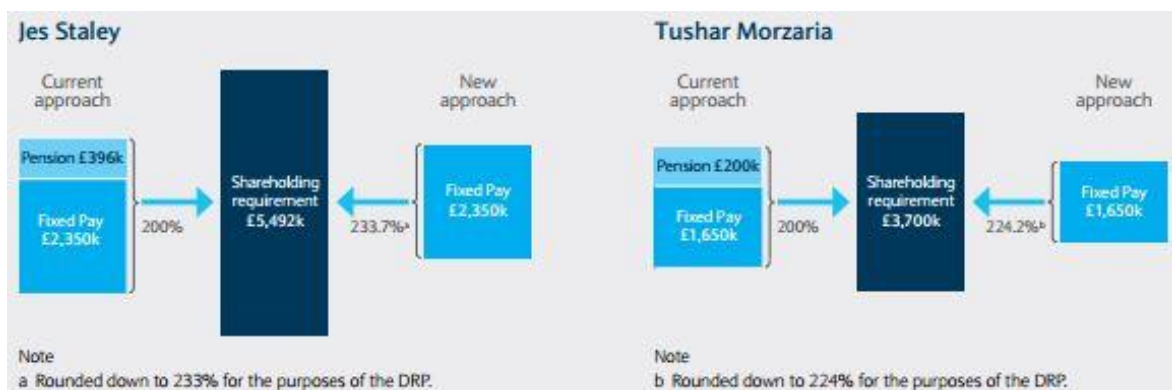 Jes Staley
Current
approach
New
approach
Pension £396k
Fixed Pay
£2,350k
200%
Shareholding
requirement
£5,492k
233.7%ᵃ
Fixed Pay
£2,350k
Note
a Rounded down to 233% for the purposes of the DRP.
Tushar Morzaria
Current
approach
New
approach
Pension £200k
Fixed Pay
£1,650k
200%
Shareholding
requirement
£3,700k
224.2%ᵇ
Fixed Pay
£1,650k
Note
b Rounded down to 224% for the purposes of the DRP.